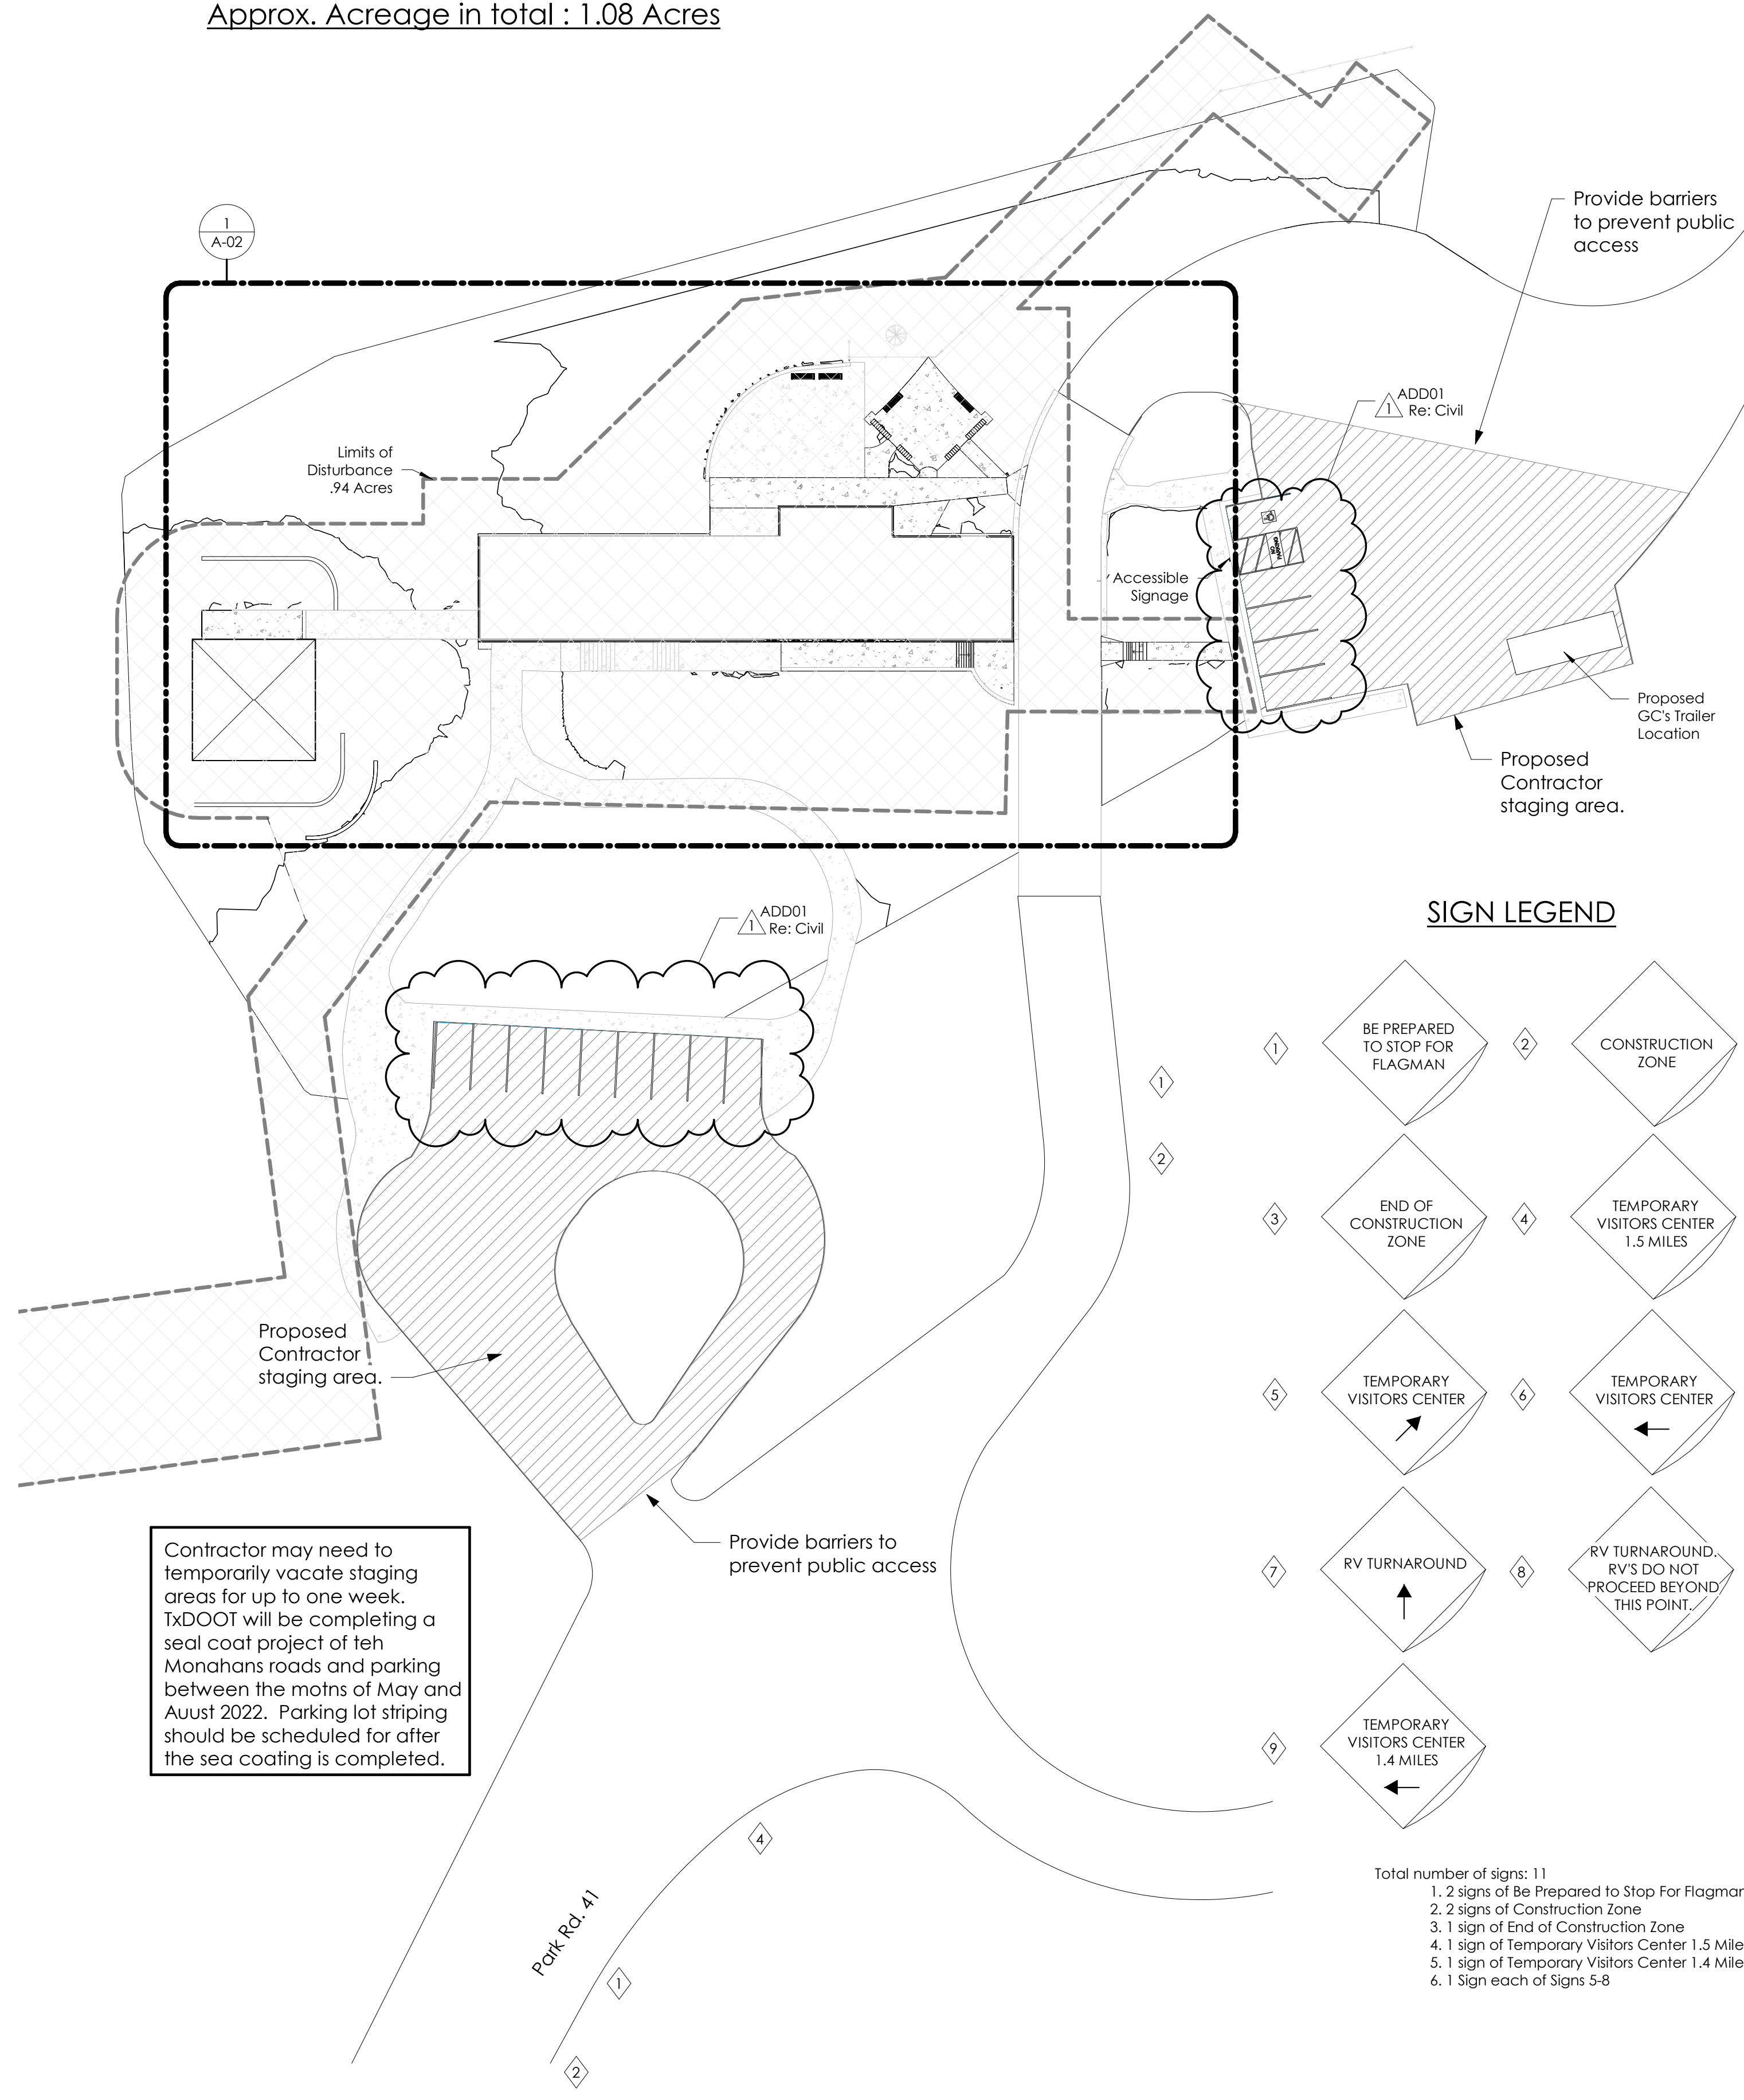 Approx. Acreage in total : 1.08 Acres
1
A-02
Provide barriers
to prevent public
access
ADD01
1 Re: Civil
Limits of
Disturbance
.94 Acres
NO
PARKING
Accessible
Signage
Proposed
GC's Trailer
Location
Proposed
Contractor
staging area.
ADD01
1 Re: Civil
SIGN LEGEND
1
BE PREPARED
TO STOP FOR
FLAGMAN
2
CONSTRUCTION
ZONE
1
2
3
END OF
CONSTRUCTION
ZONE
4
TEMPORARY
VISITORS CENTER
1.5 MILES
Proposed
Contractor
staging area.
5
TEMPORARY
VISITORS CENTER
6
TEMPORARY
VISITORS CENTER
Provide barriers to
prevent public access
7
RV TURNAROUND
8
RV TURNAROUND.
RV'S DO NOT
PROCEED BEYOND
THIS POINT.
Contractor may need to
temporarily vacate staging
areas for up to one week.
TxDOOT will be completing a
seal coat project of teh
Monahans roads and parking
between the motns of May and
Auust 2022. Parking lot striping
should be scheduled for after
the sea coating is completed.
9
TEMPORARY
VISITORS CENTER
1.4 MILES
4
Park Rd. 41
1
2
Total number of signs: 11
1. 2 signs of Be Prepared to Stop For Flagman
2. 2 signs of Construction Zone
3. 1 sign of End of Construction Zone
4. 1 sign of Temporary Visitors Center 1.5 Mile
5. 1 sign of Temporary Visitors Center 1.4 Mile
6. 1 Sign each of Signs 5-8